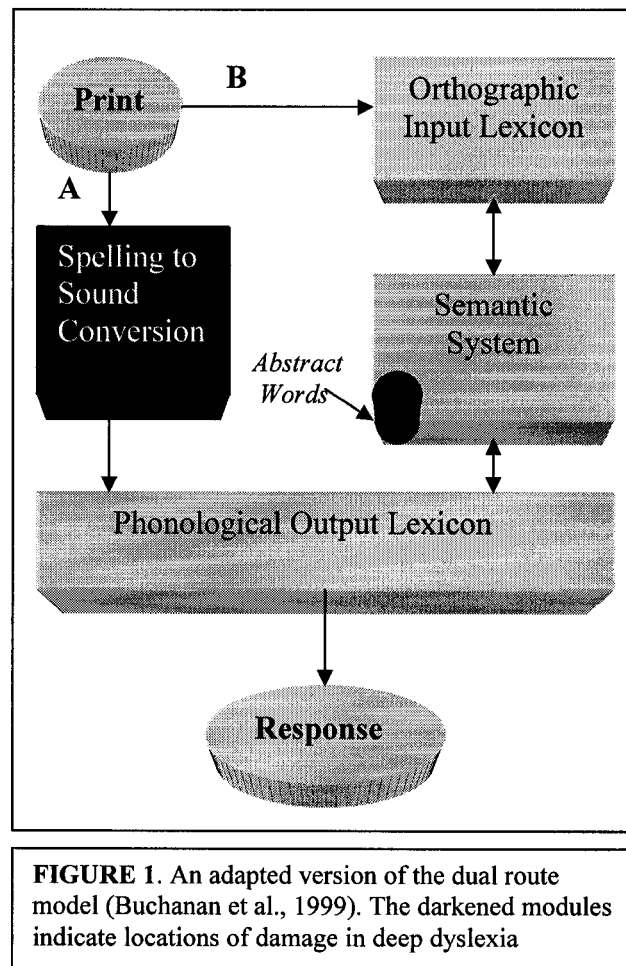 Print
B
Orthographic
Input Lexicon
A
Spelling to
Sound
Conversion
Semantic
System
Abstract
Words
Phonological Output Lexicon
Response
FIGURE 1. An adapted version of the dual route
model (Buchanan et al., 1999). The darkened modules
indicate locations of damage in deep dyslexia